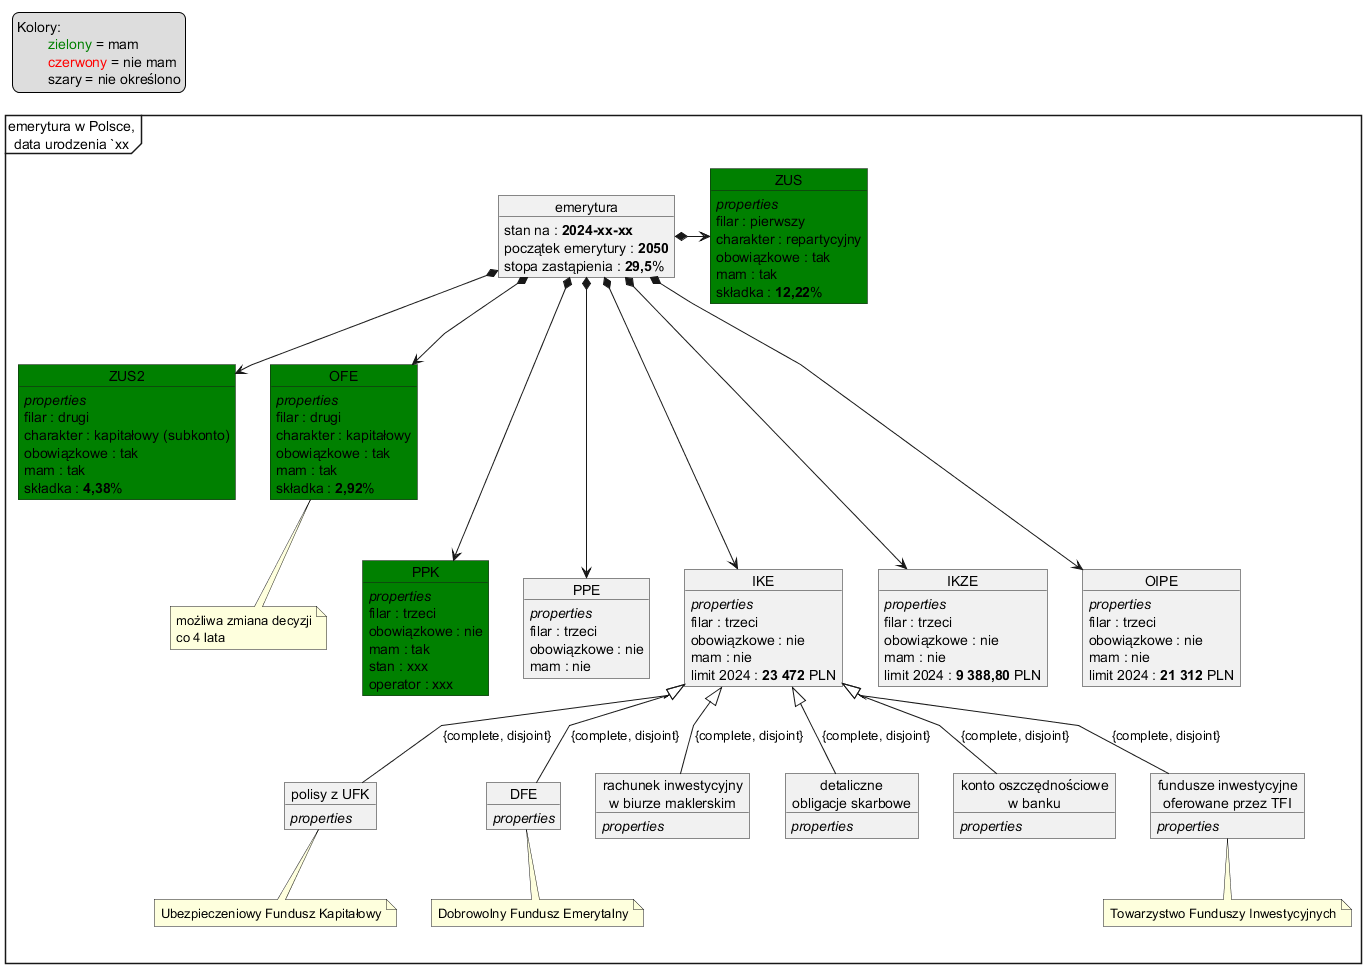 Kolory:
zielony = mam
czerwony = nie mam
szary = nie określono
emerytura w Polsce,
data urodzenia `xx
emerytura
stan na : 2024-xx-xx
początek emerytury : 2050
stopa zastąpienia : 29,5%
ZUS
properties
filar : pierwszy
charakter : repartycyjny
obowiązkowe : tak
mam : tak
składka : 12,22%
ZUS2
properties
filar : drugi
charakter : kapitałowy (subkonto)
obowiązkowe : tak
mam : tak
składka : 4,38%
OFE
properties
filar : drugi
charakter : kapitałowy
obowiązkowe : tak
mam : tak
składka : 2,92%
możliwa zmiana decyzji
co 4 lata
PPK
properties
filar : trzeci
obowiązkowe : nie
mam : tak
stan : xxx
operator : xxx
PPE
properties
filar : trzeci
obowiązkowe : nie
mam : nie
IKE
properties
filar : trzeci
obowiązkowe : nie
mam : nie
limit 2024 : 23 472 PLN
IKZE
properties
filar : trzeci
obowiązkowe : nie
mam : nie
limit 2024 : 9 388,80 PLN
OIPE
properties
filar : trzeci
obowiązkowe : nie
mam : nie
limit 2024 : 21 312 PLN
{complete, disjoint}
{complete, disjoint}
{complete, disjoint}
{complete, disjoint}
{complete, disjoint}
{complete, disjoint}
polisy z UFK
properties
DFE
properties
rachunek inwestycyjny
w biurze maklerskim
properties
detaliczne
obligacje skarbowe
properties
konto oszczędnościowe
w banku
properties
fundusze inwestycyjne
oferowane przez TFI
properties
Ubezpieczeniowy Fundusz Kapitałowy
Dobrowolny Fundusz Emerytalny
Towarzystwo Funduszy Inwestycyjnych